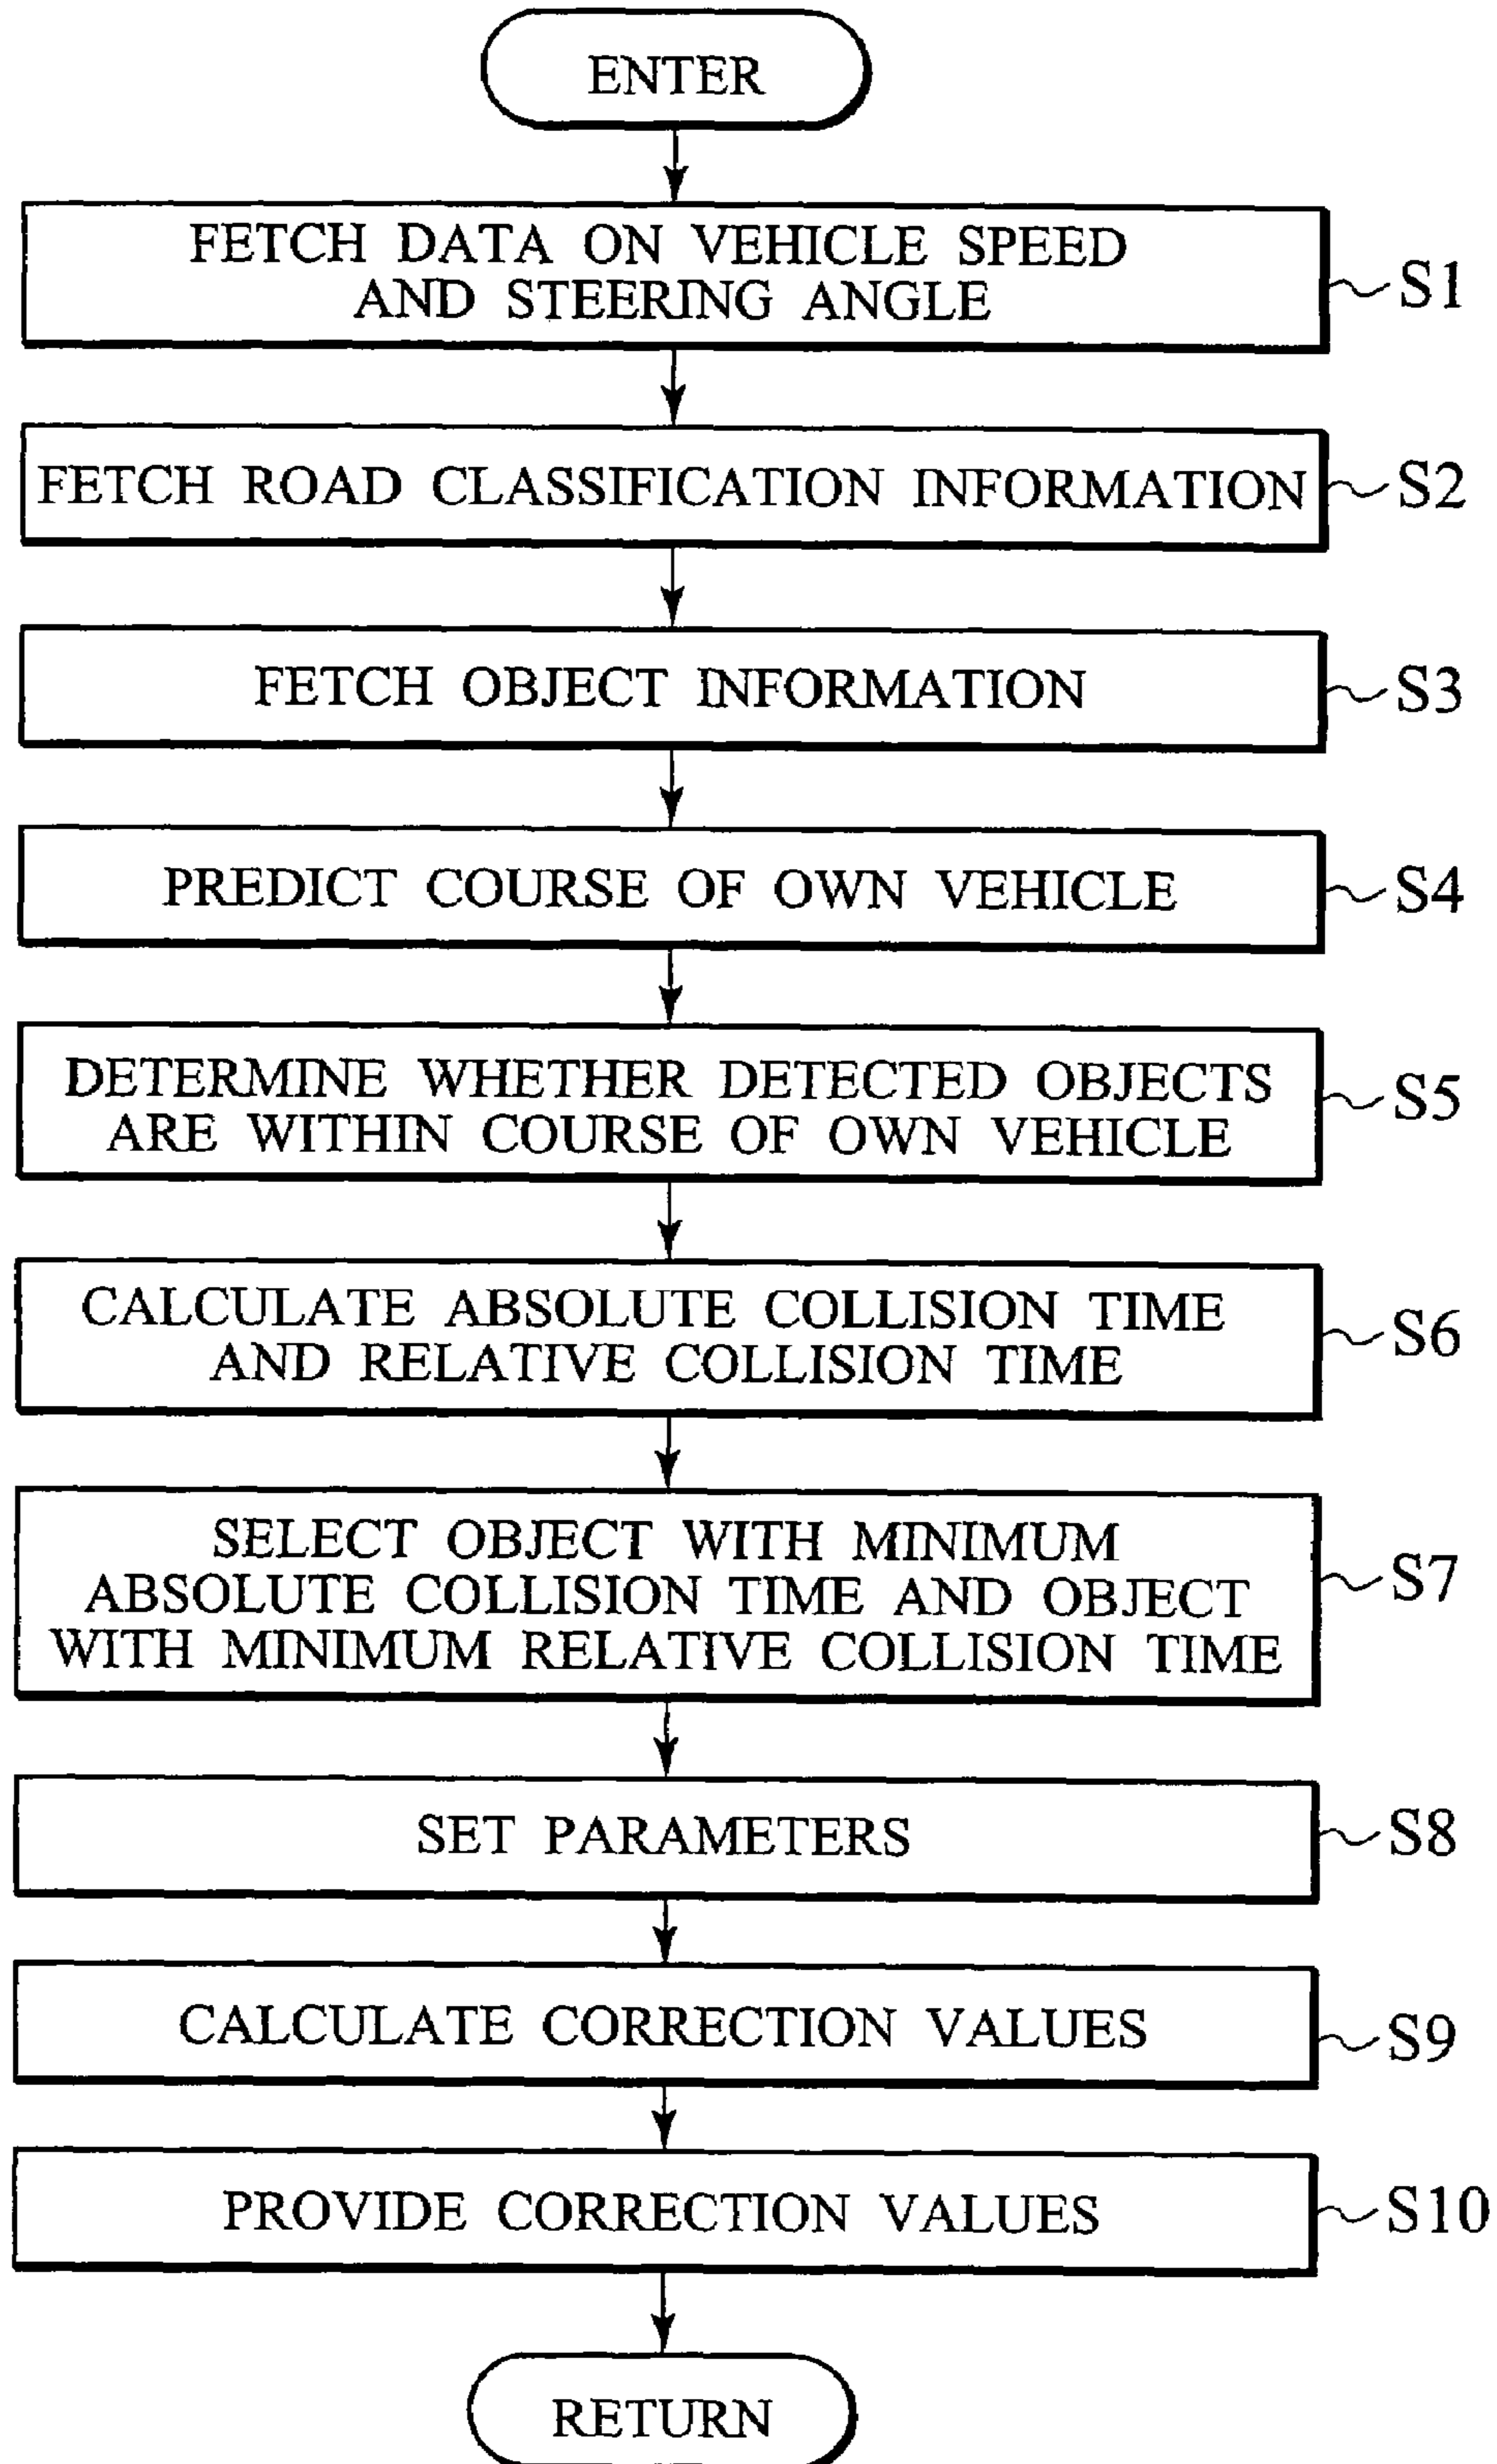 ENTER
FETCH DATA ON VEHICLE SPEED
AND STEERING ANGLE
S1
FETCH ROAD CLASSIFICATION INFORMATION
S2
FETCH OBJECT INFORMATION
S3
PREDICT COURSE OF OWN VEHICLE
S4
DETERMINE WHETHER DETECTED OBJECTS
ARE WITHIN COURSE OF OWN VEHICLE
S5
CALCULATE ABSOLUTE COLLISION TIME
AND RELATIVE COLLISION TIME
S6
SELECT OBJECT WITH MINIMUM
ABSOLUTE COLLISION TIME AND OBJECT
WITH MINIMUM RELATIVE COLLISION TIME
S7
SET PARAMETERS
S8
CALCULATE CORRECTION VALUES
S9
PROVIDE CORRECTION VALUES
S10
RETURN